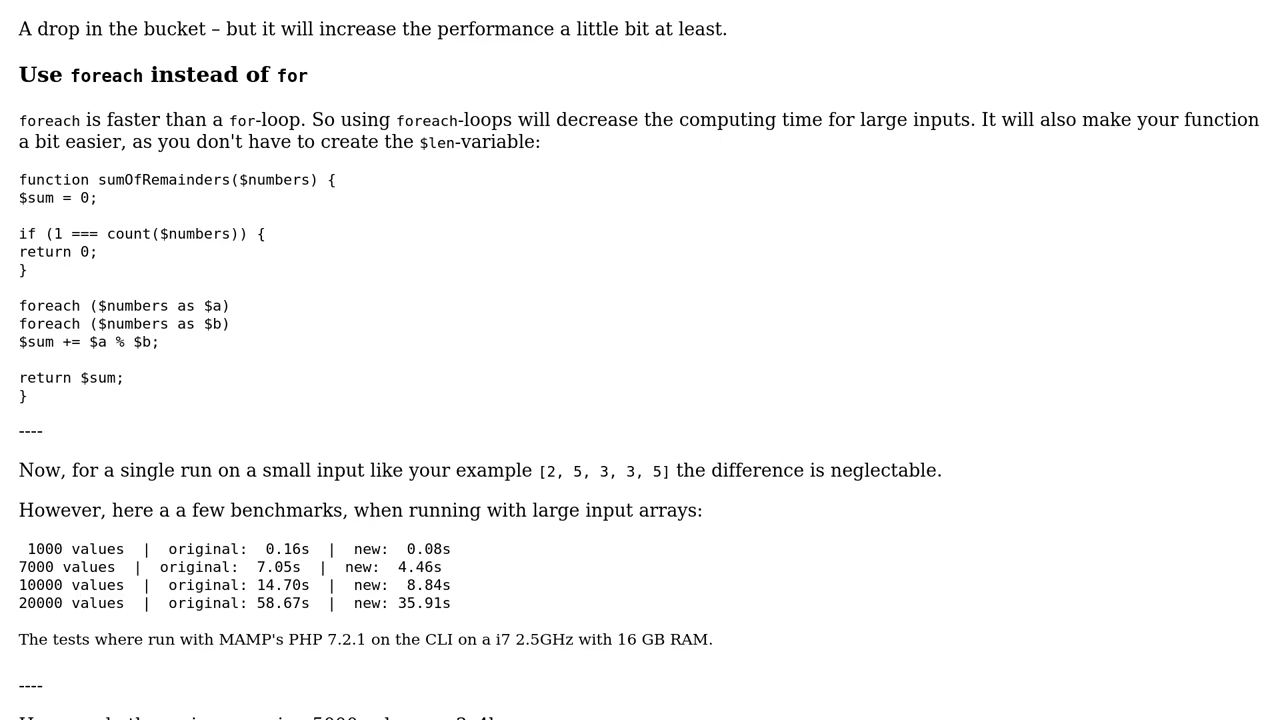 A drop in the bucket – but it will increase the performance a little bit at least.
Use foreach instead of for
foreach is faster than a for-loop. So using foreach-loops will decrease the computing time for large inputs. It will also make your function
a bit easier, as you don't have to create the $len-variable:
function sumOfRemainders($numbers) {
$sum = 0;
if (1 === count($numbers)) {
return 0;
}
foreach ($numbers as $a)
foreach ($numbers as $b)
$sum += $a % $b;
return $sum;
}
----
Now, for a single run on a small input like your example [2, 5, 3, 3, 5] the difference is neglectable.
However, here a a few benchmarks, when running with large input arrays:
1000 values | original: 0.16s | new: 0.08s
7000 values | original: 7.05s | new: 4.46s
10000 values | original: 14.70s | new: 8.84s
20000 values | original: 58.67s | new: 35.91s
The tests where run with MAMP's PHP 7.2.1 on the CLI on a i7 2.5GHz with 16 GB RAM.
----